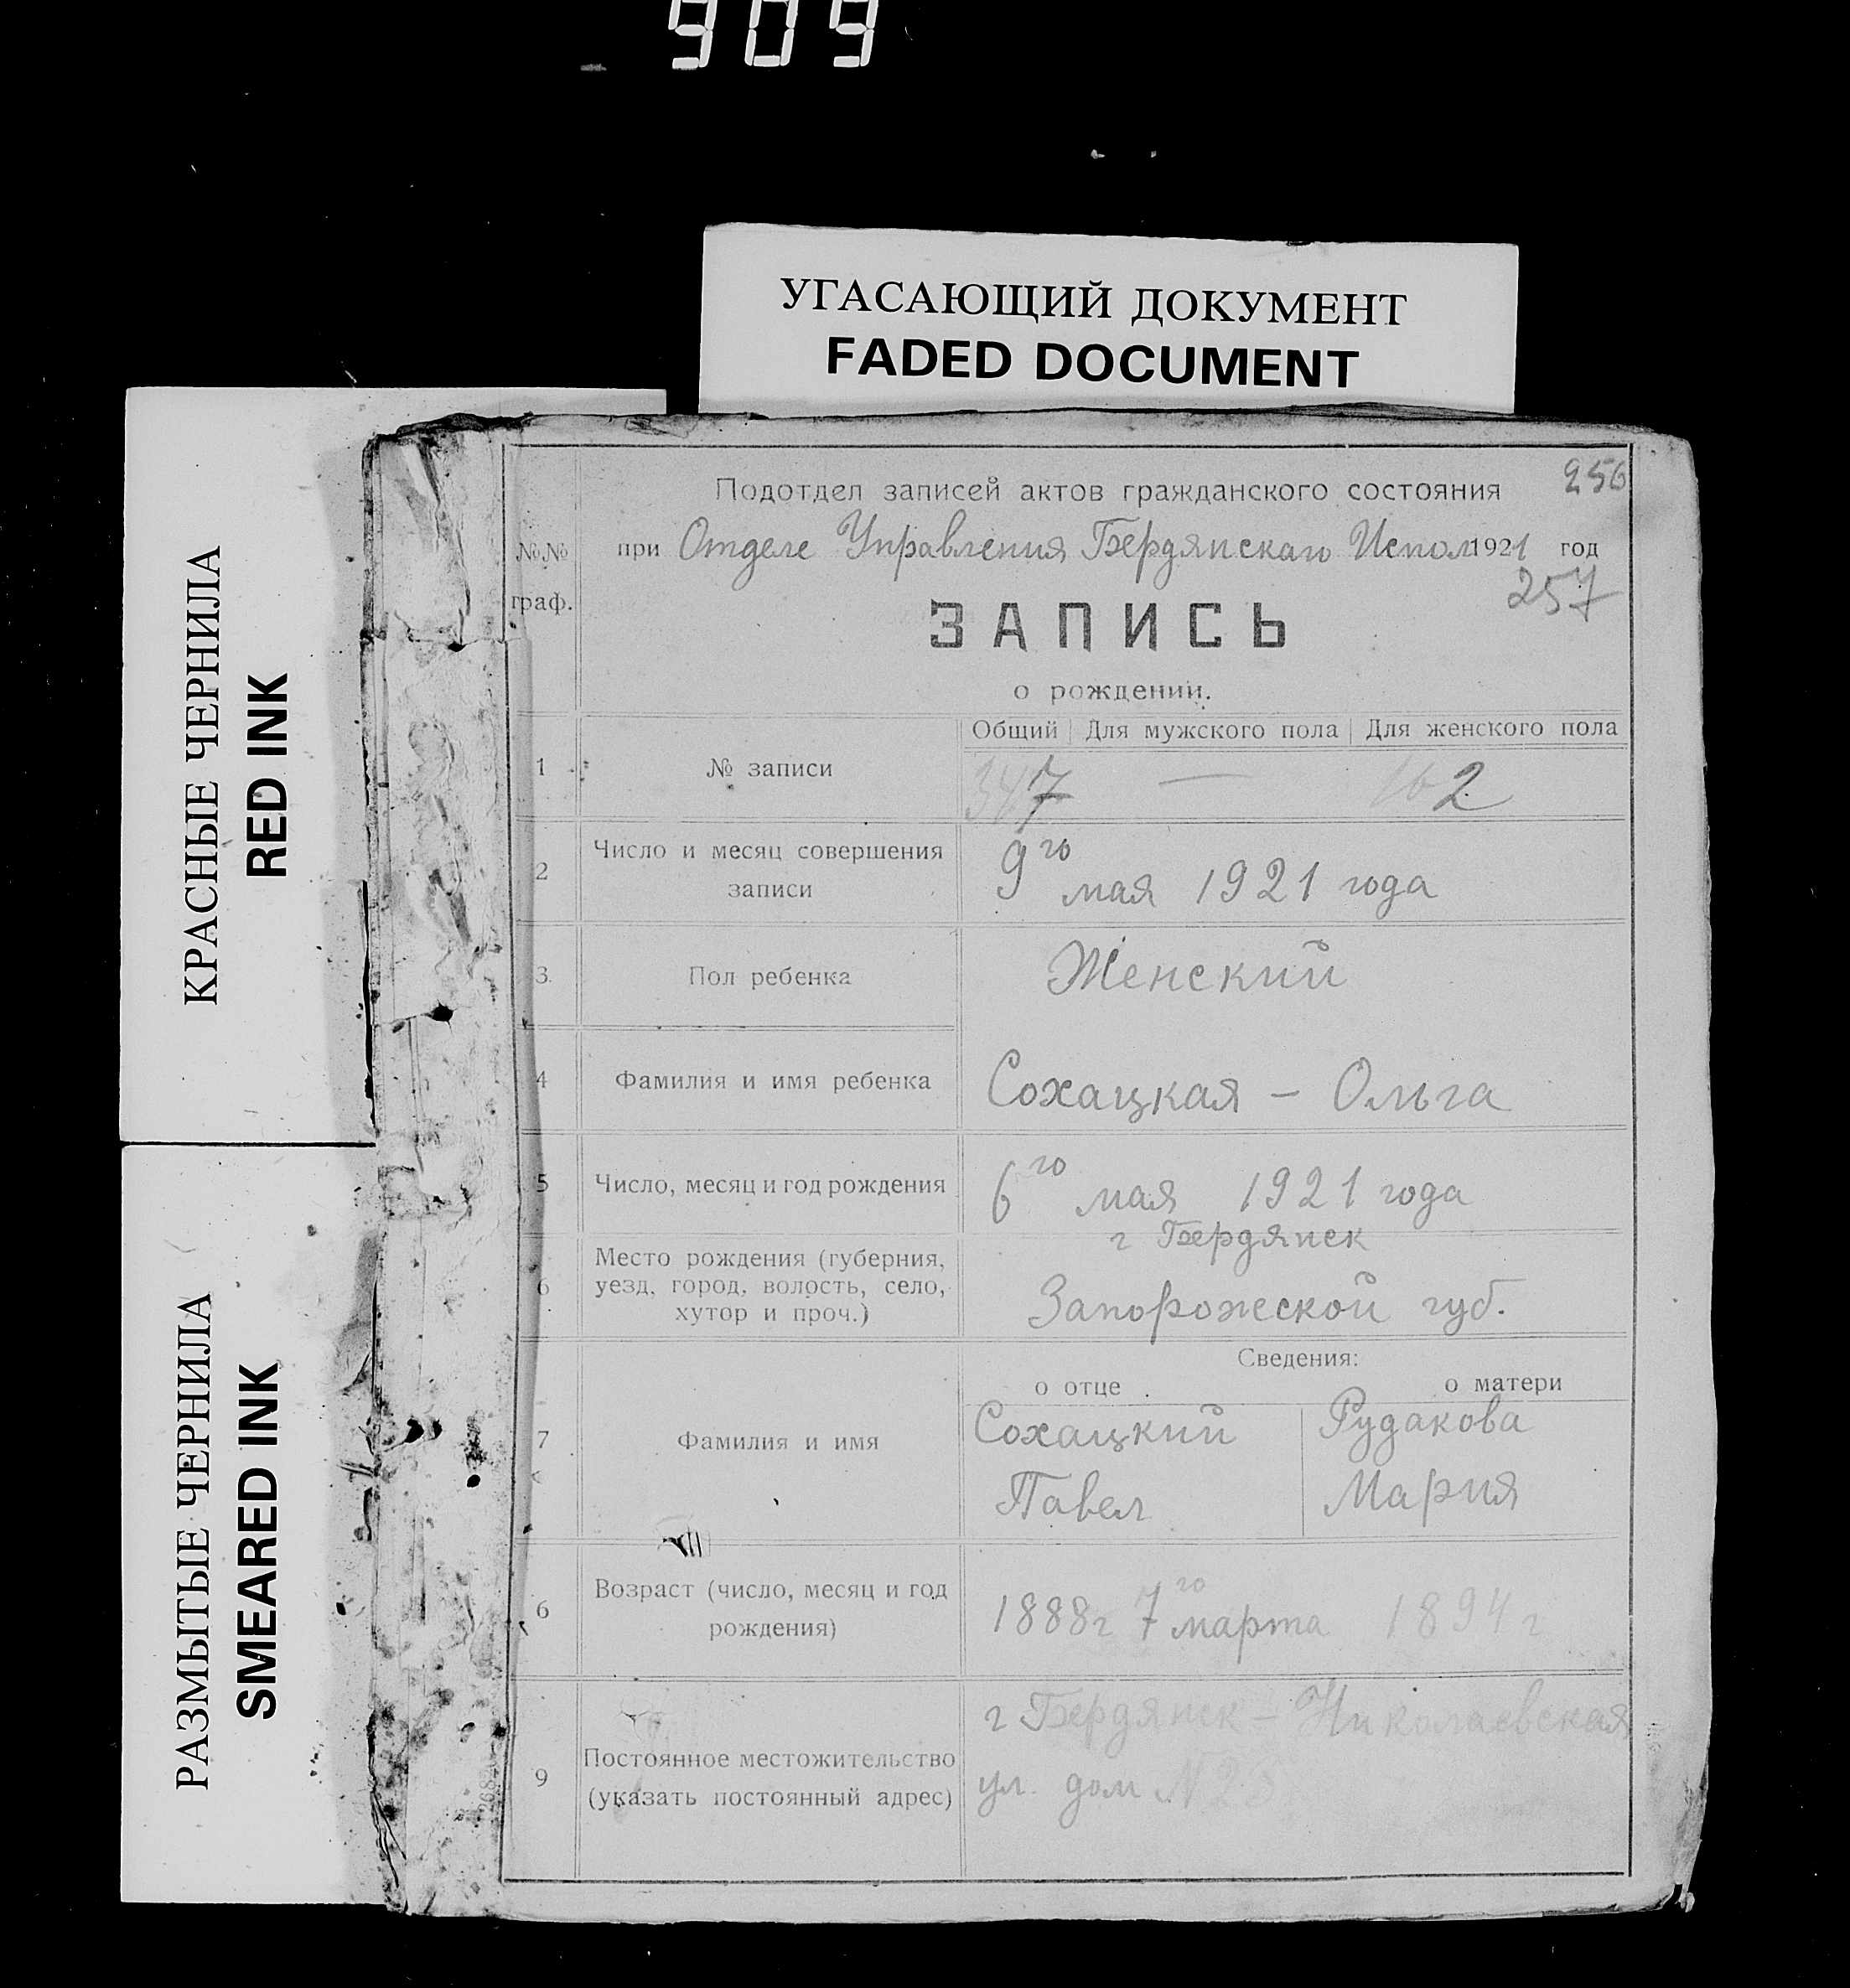 909
УГАСАЮЩИЙ ДОКУМЕНТ
FADED DOCUMENT
КРАСНЫЕ ЧЕРНИЛА
RED INK
РАЗМЫТЫЕ ЧЕРНИЛА
SMEARED INK
256
Подотдел записей актов гражданского состояния
№№ граф.
при Отделе Управления Бердянскаго Испол 1921 год
257
ЗАПИСЬ
о рождении.
Общий Для мужского пола Для женского пола
1 № записи 347 — 162
2 Число и месяц совершения
записи
9го мая 1921 года
3 Пол ребенка Женский
4 Фамилия и имя ребенка Сохацкая - Ольга
5 Число, месяц и год рождения 6го мая 1921 года
6 Место рождения (губерния,
уезд, город, волость, село,
хутор и проч.)
г Бердянск
Запорожской губ.
Сведения:
о отце о матери
7 Фамилия и имя
Сохацкий Рудакова
Павел Мария
6 Возраст (число, месяц и год
рождения)
1888г 7го марта 1894г
9 Постоянное местожительство
(указать постоянный адрес)
г Бердянск - Николаевская
ул. дом №